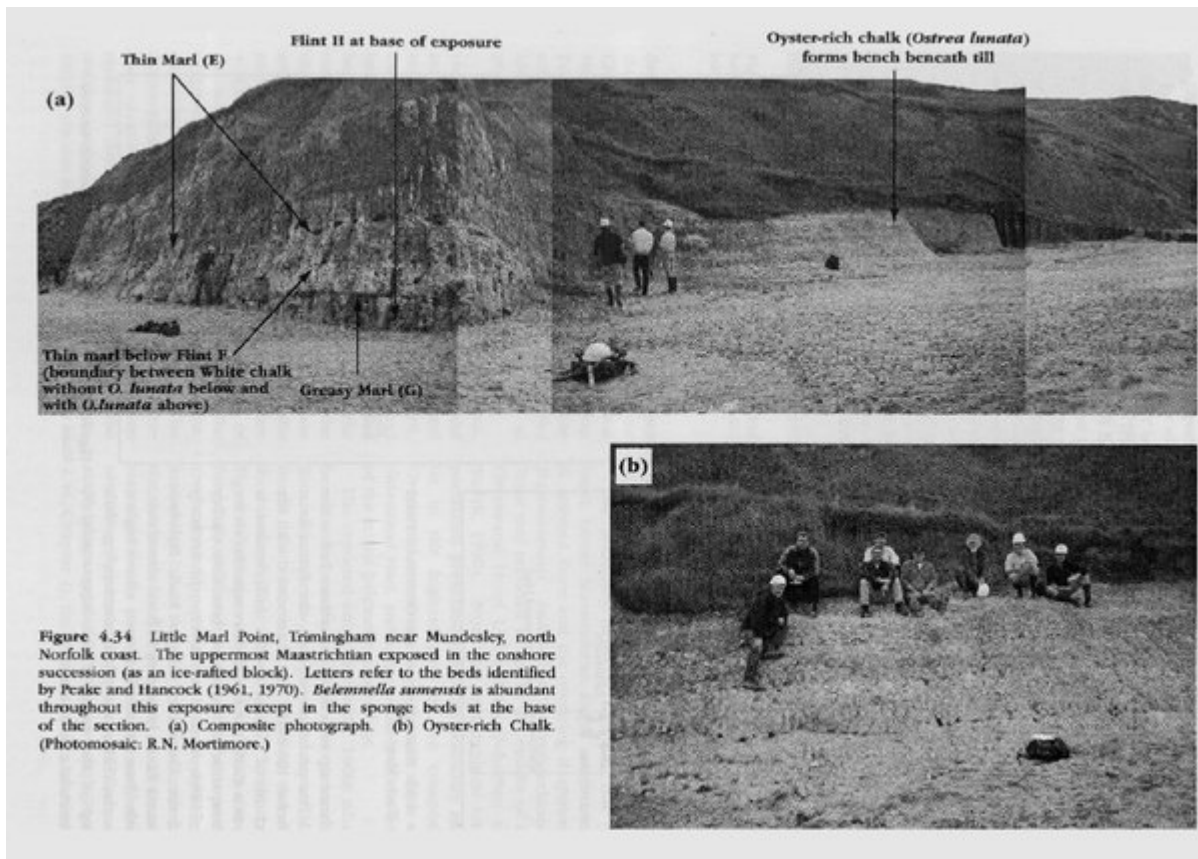 Flint II at base of exposure
Thin Marl (E)
Oyster-rich chalk (Ostrea lunata)
forms bench beneath till
(a)
Thin marl below Flint F
(boundary between White chalk
without O. lunata below and
with O.lunata above)
Greasy Marl (G)
(b)
Figure 4.34 Little Marl Point, Trimingham near Mundesley, north
Norfolk coast. The uppermost Maastrichtian exposed in the onshore
succession (as an ice-rafted block). Letters refer to the beds identified
by Peake and Hancock (1961, 1970). Belemnella sumensis is abundant
throughout this exposure except in the sponge beds at the base
of the section. (a) Composite photograph. (b) Oyster-rich Chalk.
(Photomosaic: R.N. Mortimore.)